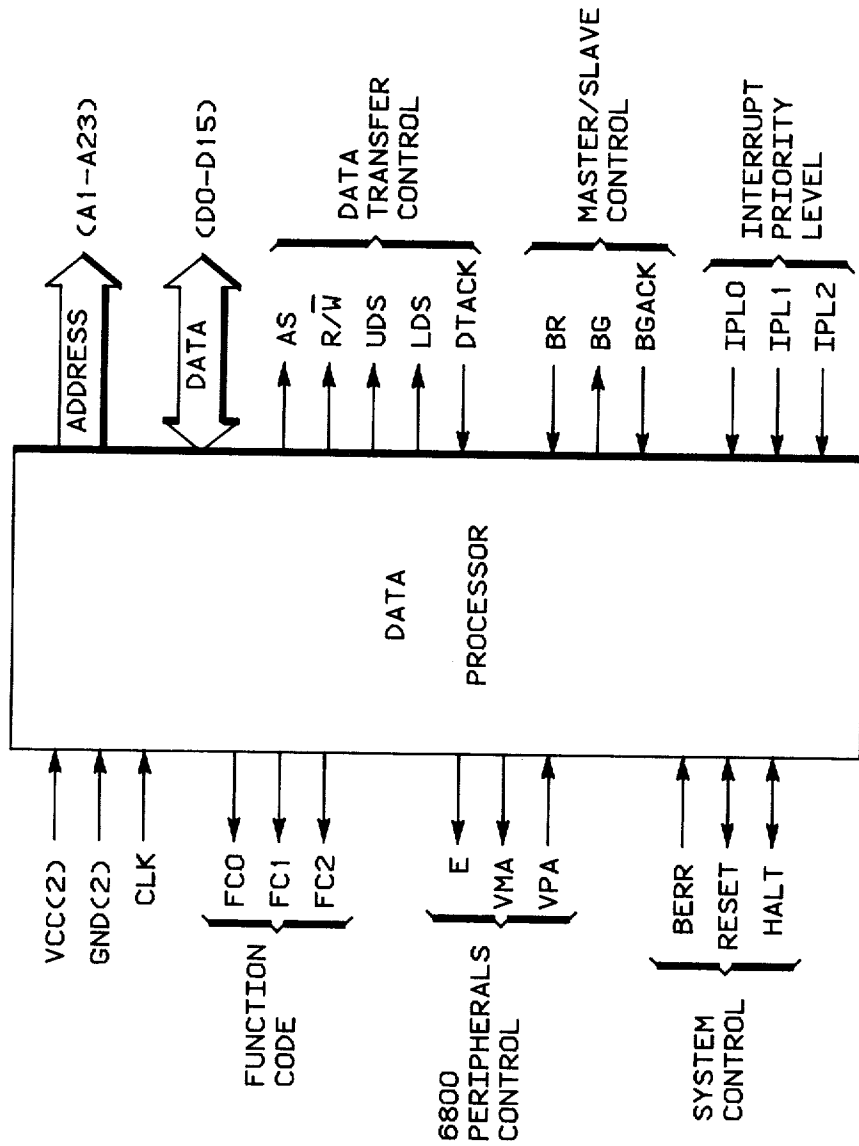 VCC(2)
GND(2)
CLK
FC0
FC1
FC2
FUNCTION
CODE
E
VMA
VPA
6800
PERIPHERALS
CONTROL
BERR
RESET
HALT
SYSTEM
CONTROL
DATA
PROCESSOR
ADDRESS
(A1-A23)
DATA
(D0-D15)
AS
R/W̅
UDS
LDS
DTACK
DATA
TRANSFER
CONTROL
BR
BG
BGACK
MASTER/SLAVE
CONTROL
IPL0
IPL1
IPL2
INTERRUPT
PRIORITY
LEVEL